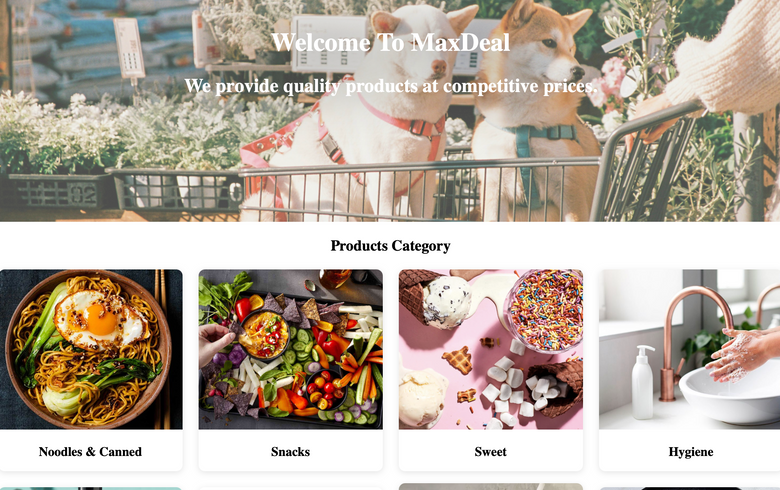 Welcome To MaxDeal
We provide quality products at competitive prices.
Products Category
Noodles & Canned
Snacks
Sweet
Hygiene